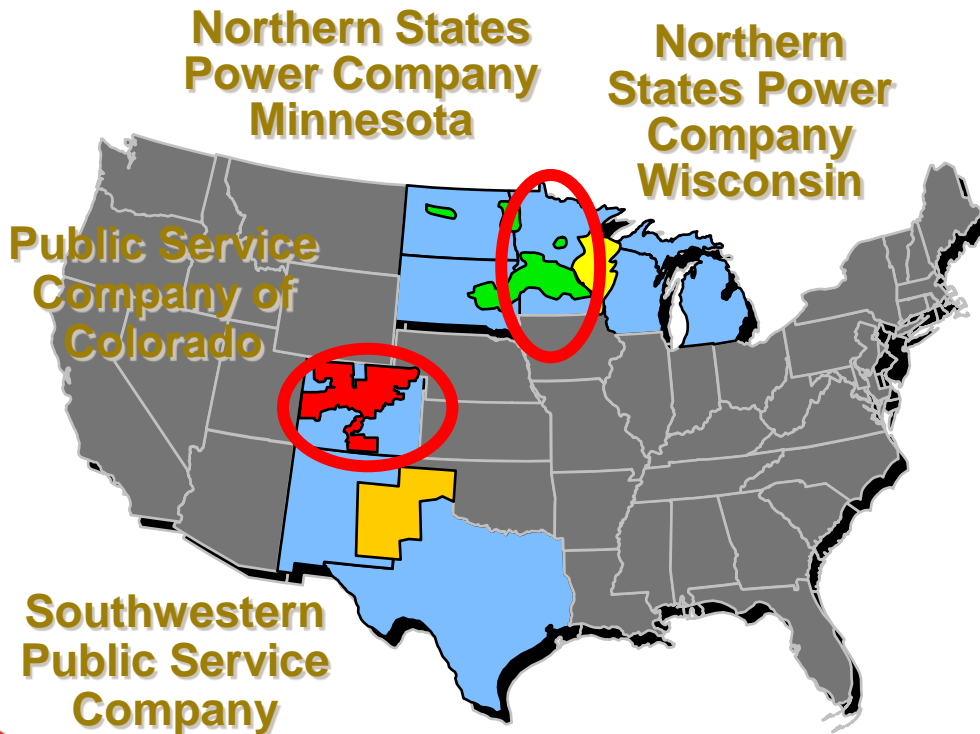 Northern States
Power Company
Minnesota
Northern
States Power
Company
Wisconsin
Public Service
Company of
Colorado
Southwestern
Public Service
Company